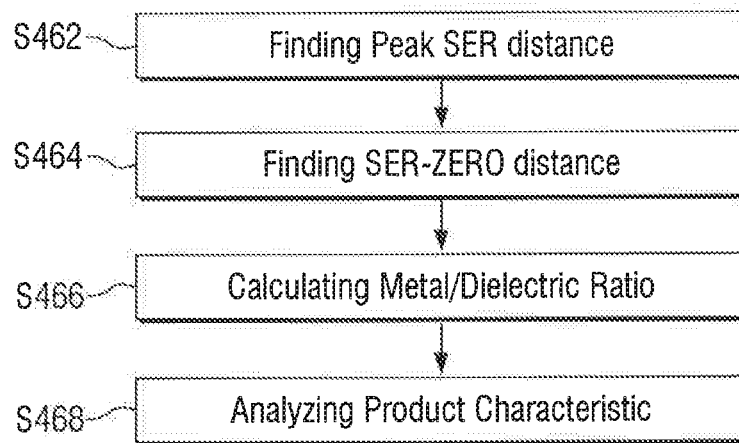 S462 Finding Peak SER distance
S464 Finding SER-ZERO distance
S466 Calculating Metal/Dielectric Ratio
S468 Analyzing Product Characteristic